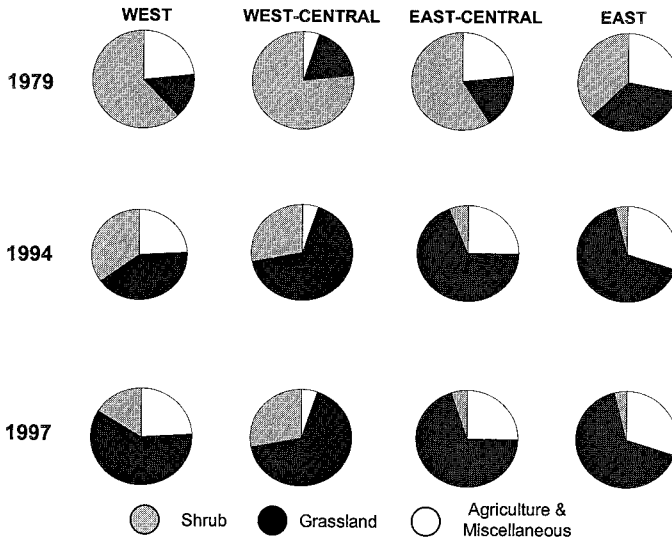 WEST WEST-CENTRAL EAST-CENTRAL EAST
1979
1994
1997
Shrub Grassland Agriculture &
Miscellaneous